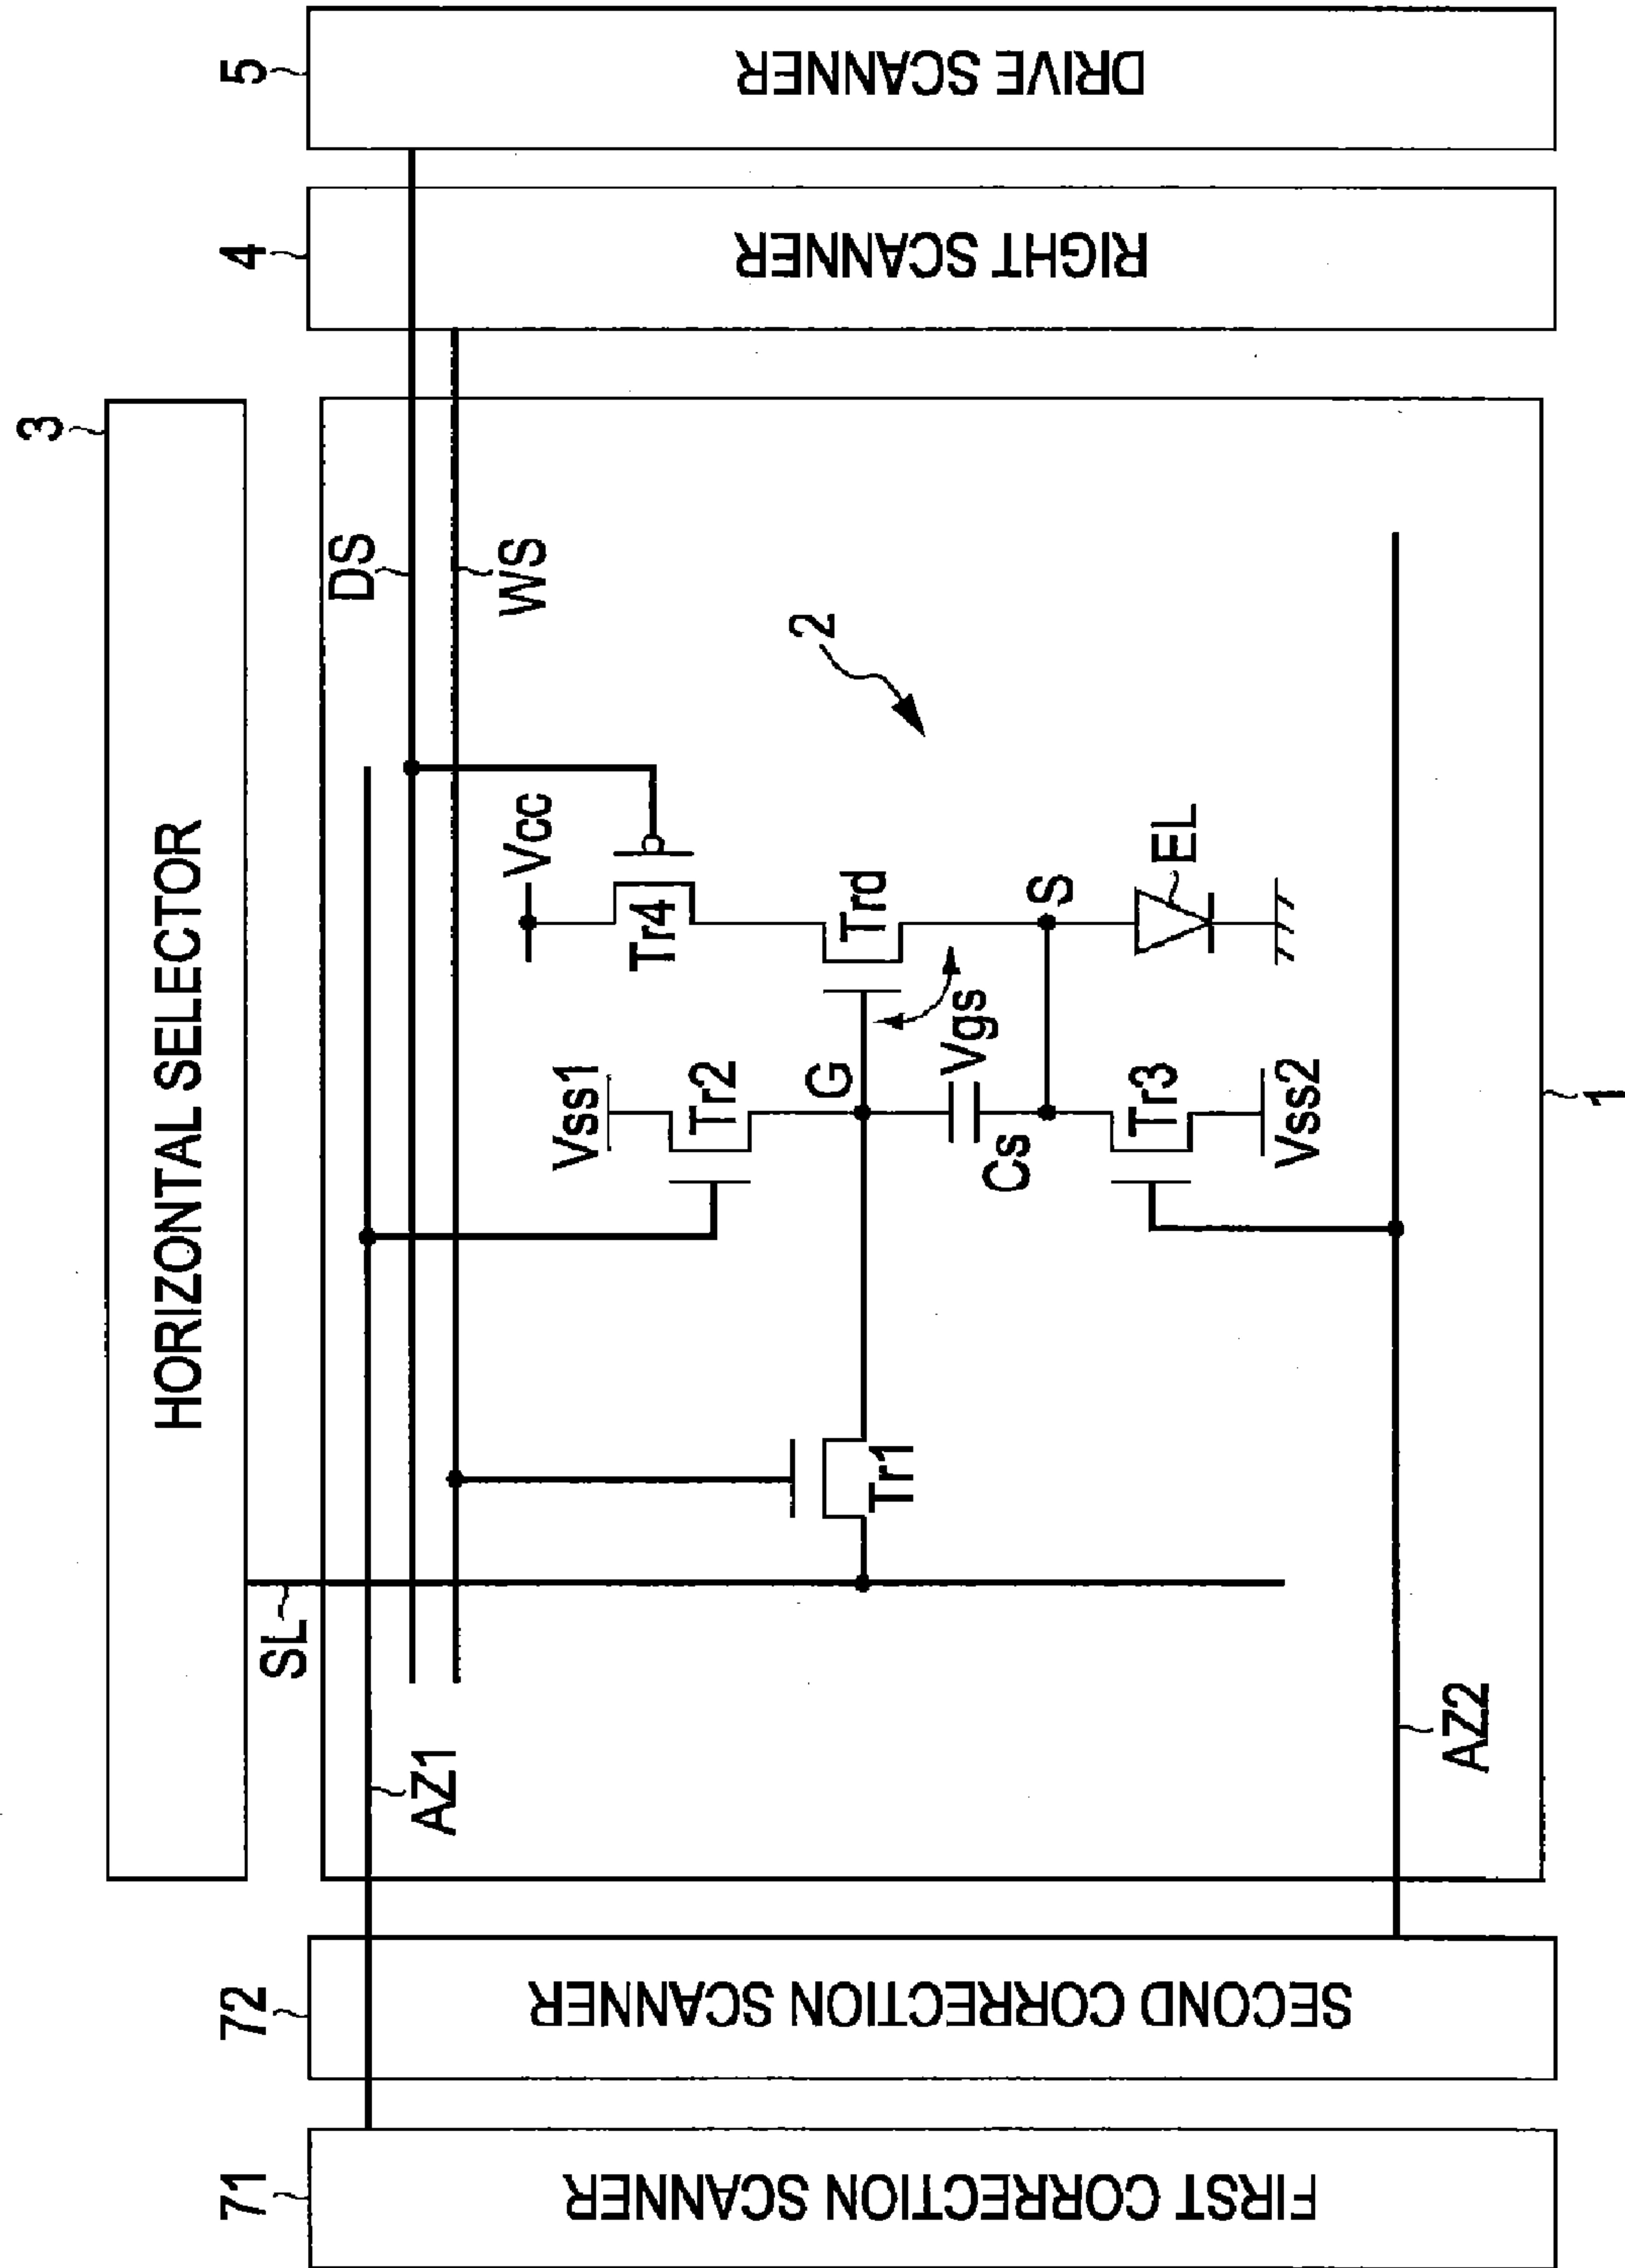 3
HORIZONTAL SELECTOR
71
FIRST CORRECTION SCANNER
72
SECOND CORRECTION SCANNER
4
RIGHT SCANNER
5
DRIVE SCANNER
SL
DS
AZ1
WS
Vcc
Vss1
Tr4
Tr2
2
G
Trd
Tr1
Vgs
Cs
S
Tr3
EL
Vss2
AZ2
1